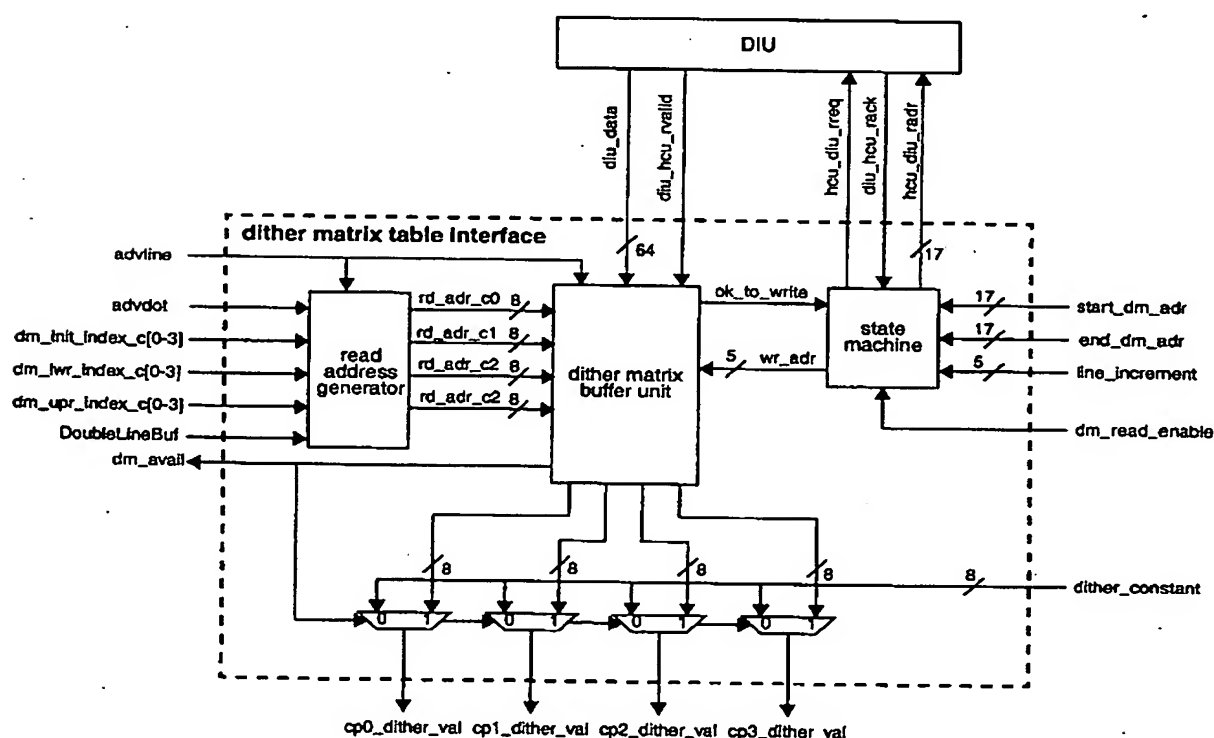 DIU
diu_data
diu_hcu_rvalid
hcu_diu_rreq
diu_hcu_rack
hcu_diu_radr
dither matrix table interface
64
17
advline
advdot
dm_init_index_c[0-3]
dm_lwr_index_c[0-3]
dm_upr_index_c[0-3]
DoubleLineBuf
dm_avail
read
address
generator
rd_adr_c0 8
rd_adr_c1 8
rd_adr_c2 8
rd_adr_c2 8
dither matrix
buffer unit
ok_to_write
5 wr_adr
state
machine
17 start_dm_adr
17 end_dm_adr
5 line_increment
dm_read_enable
8 8 8 8
8 dither_constant
0 1 0 1 0 1 0 1
cp0_dither_val cp1_dither_val cp2_dither_val cp3_dither_val